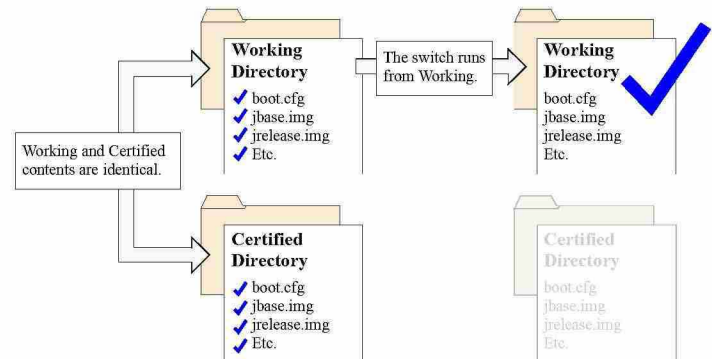 Working
Directory
boot.cfg
jbase.img
jrelease.img
Etc.
The switch runs
from Working.
Working
Directory
boot.cfg
jbase.img
jrelease.img
Etc.
Working and Certified
contents are identical.
Certified
Directory
boot.cfg
jbase.img
jrelease.img
Etc.
Certified
Directory
boot.cfg
jbase.img
jrelease.img
Etc.